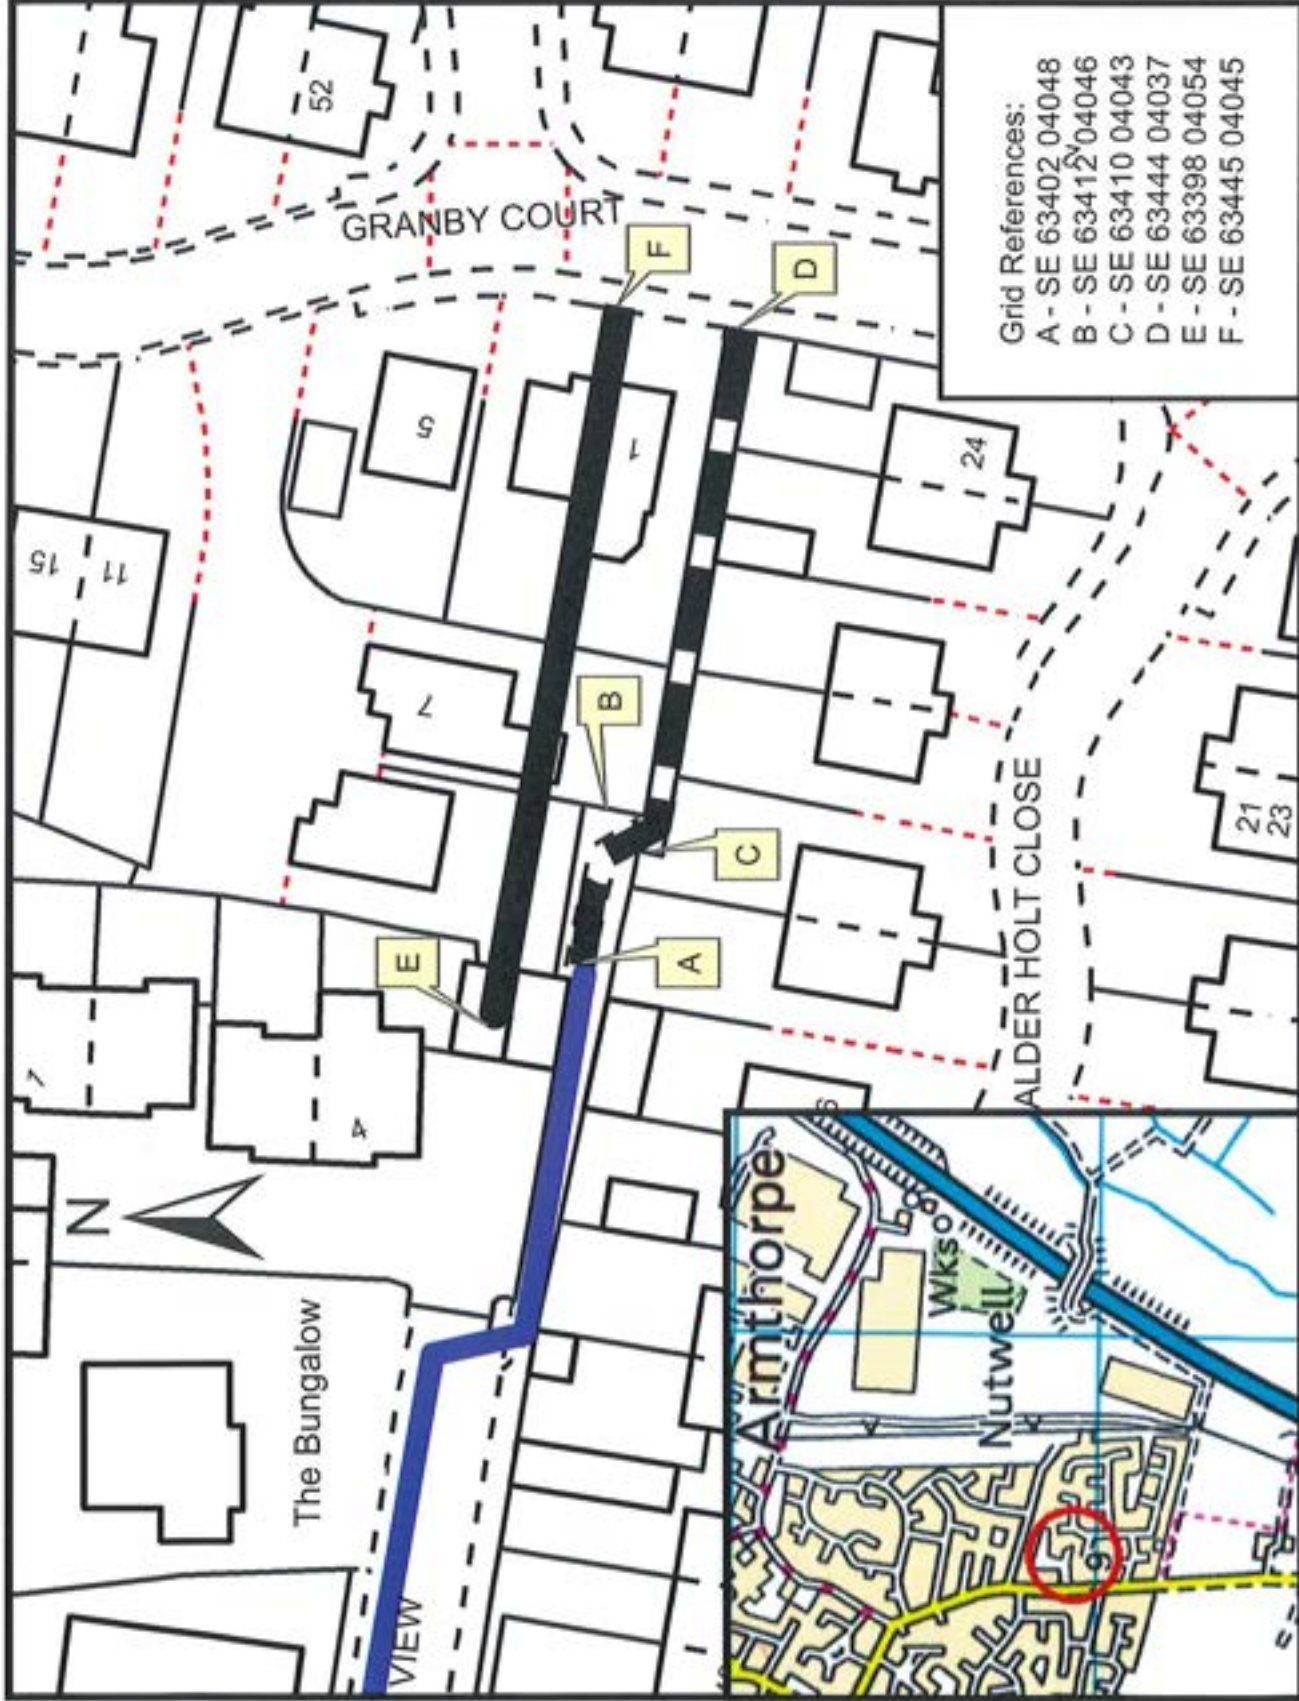 15
11
52
GRANBY COURT
5
1
7
F
D
B
C
E
A
24
4
N
The Bungalow
VIEW
ALDER HOLT CLOSE
21
23
Grid References:
A - SE 63402 04048
B - SE 63412 04046
C - SE 63410 04043
D - SE 63444 04037
E - SE 63398 04054
F - SE 63445 04045
Armthorpe
Nutwell
Wks